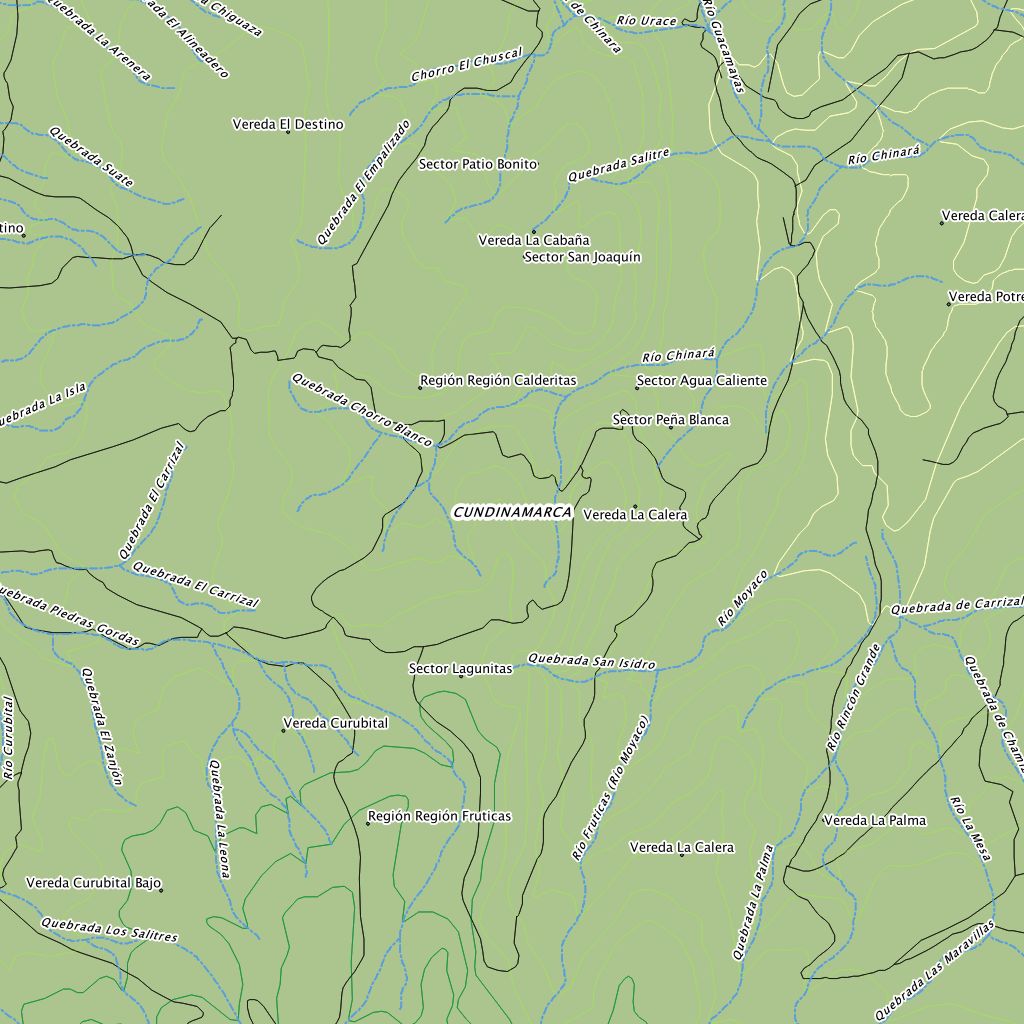 Quebrada La Arenera
El Alineadero
Chiguaza
Chorro El Chuscal
de Chinara
Río Urace
Río Guacamayas
Vereda El Destino
Quebrada El Empalizado
Sector Patio Bonito
Quebrada Salitre
Río Chinará
Quebrada Suate
Vereda Calera
tino
Vereda La Cabaña
Sector San Joaquín
Vereda Potre
Río Chinará
Quebrada Chorro Blanco
Región Región Calderitas
Sector Agua Caliente
uebrada La Isla
Sector Peña Blanca
Quebrada El Carrizal
CUNDINAMARCA
Vereda La Calera
Quebrada El Carrizal
uebrada Piedras Gordas
Río Moyaco
Quebrada de Carrizal
Quebrada San Isidro
Sector Lagunitas
Quebrada El Zanjón
Río Curubital
Vereda Curubital
Río Rincón Grande
Quebrada de Chami
Río Fruticas (Río Moyaco)
Quebrada La Leona
Región Región Fruticas
Vereda La Palma
Río La Mesa
Vereda La Calera
Quebrada La Palma
Vereda Curubital Bajo
Quebrada Los Salitres
Quebrada Las Maravillas